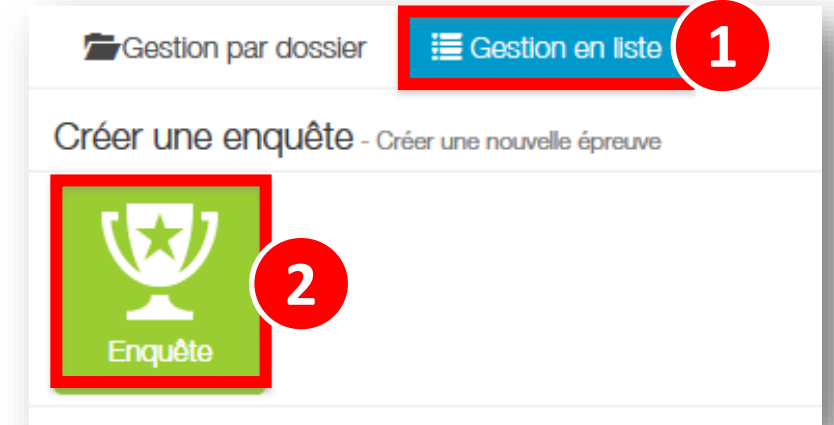 Gestion par dossier Gestion en liste 1
Créer une enquête - Créer une nouvelle épreuve
2
Enquête